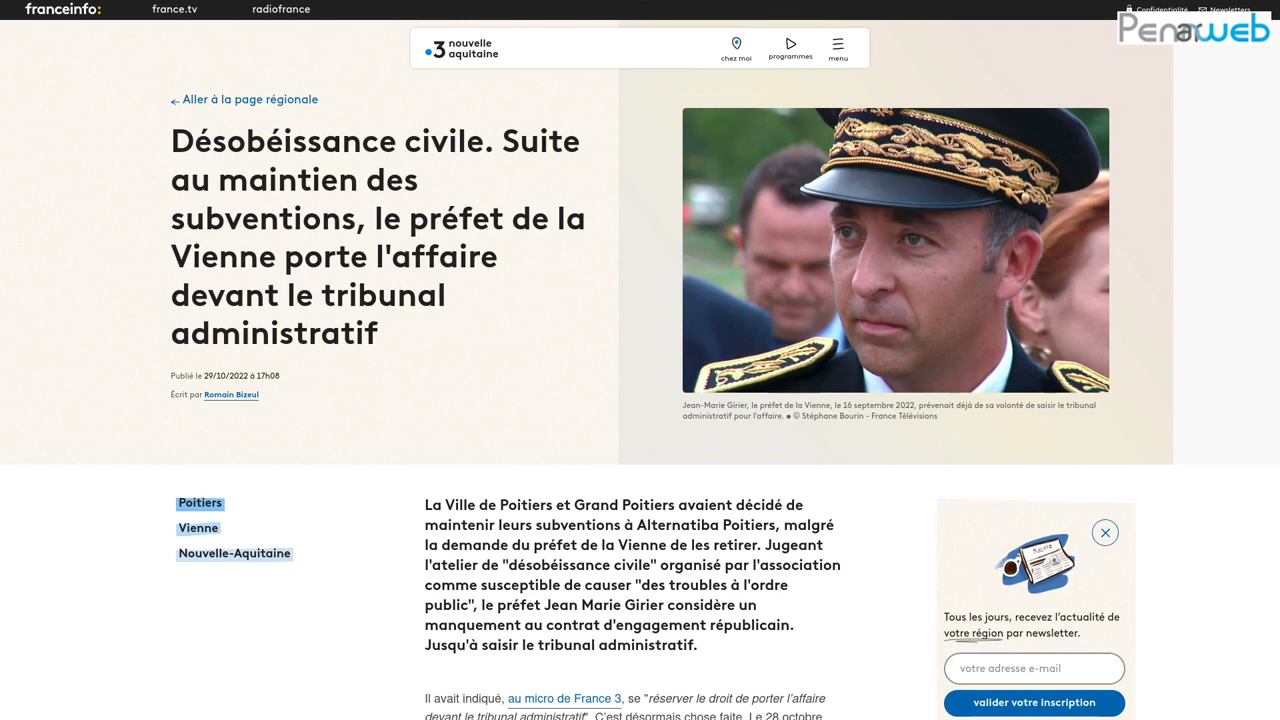 franceinfo:
france.tv
radiofrance
Confidentialité
Newsletters
Penarweb
3 nouvelle
aquitaine
chez moi
programmes
menu
Aller à la page régionale
Désobéissance civile. Suite
au maintien des
subventions, le préfet de la
Vienne porte l'affaire
devant le tribunal
administratif
Publié le 29/10/2022 à 17h08
Écrit par Romain Bizeul
Jean-Marie Girier, le préfet de la Vienne, le 16 septembre 2022, prévenait déjà de sa volonté de saisir le tribunal
administratif pour l'affaire. • © Stéphane Bourin - France Télévisions
Poitiers
Vienne
Nouvelle-Aquitaine
La Ville de Poitiers et Grand Poitiers avaient décidé de
maintenir leurs subventions à Alternatiba Poitiers, malgré
la demande du préfet de la Vienne de les retirer. Jugeant
l'atelier de "désobéissance civile" organisé par l'association
comme susceptible de causer "des troubles à l'ordre
public", le préfet Jean Marie Girier considère un
manquement au contrat d'engagement républicain.
Jusqu'à saisir le tribunal administratif.
Il avait indiqué, au micro de France 3, se "réserver le droit de porter l'affaire
devant le tribunal administratif". C'est désormais chose faite. Le 28 octobre
Tous les jours, recevez l'actualité de
votre région par newsletter.
votre adresse e-mail
valider votre inscription